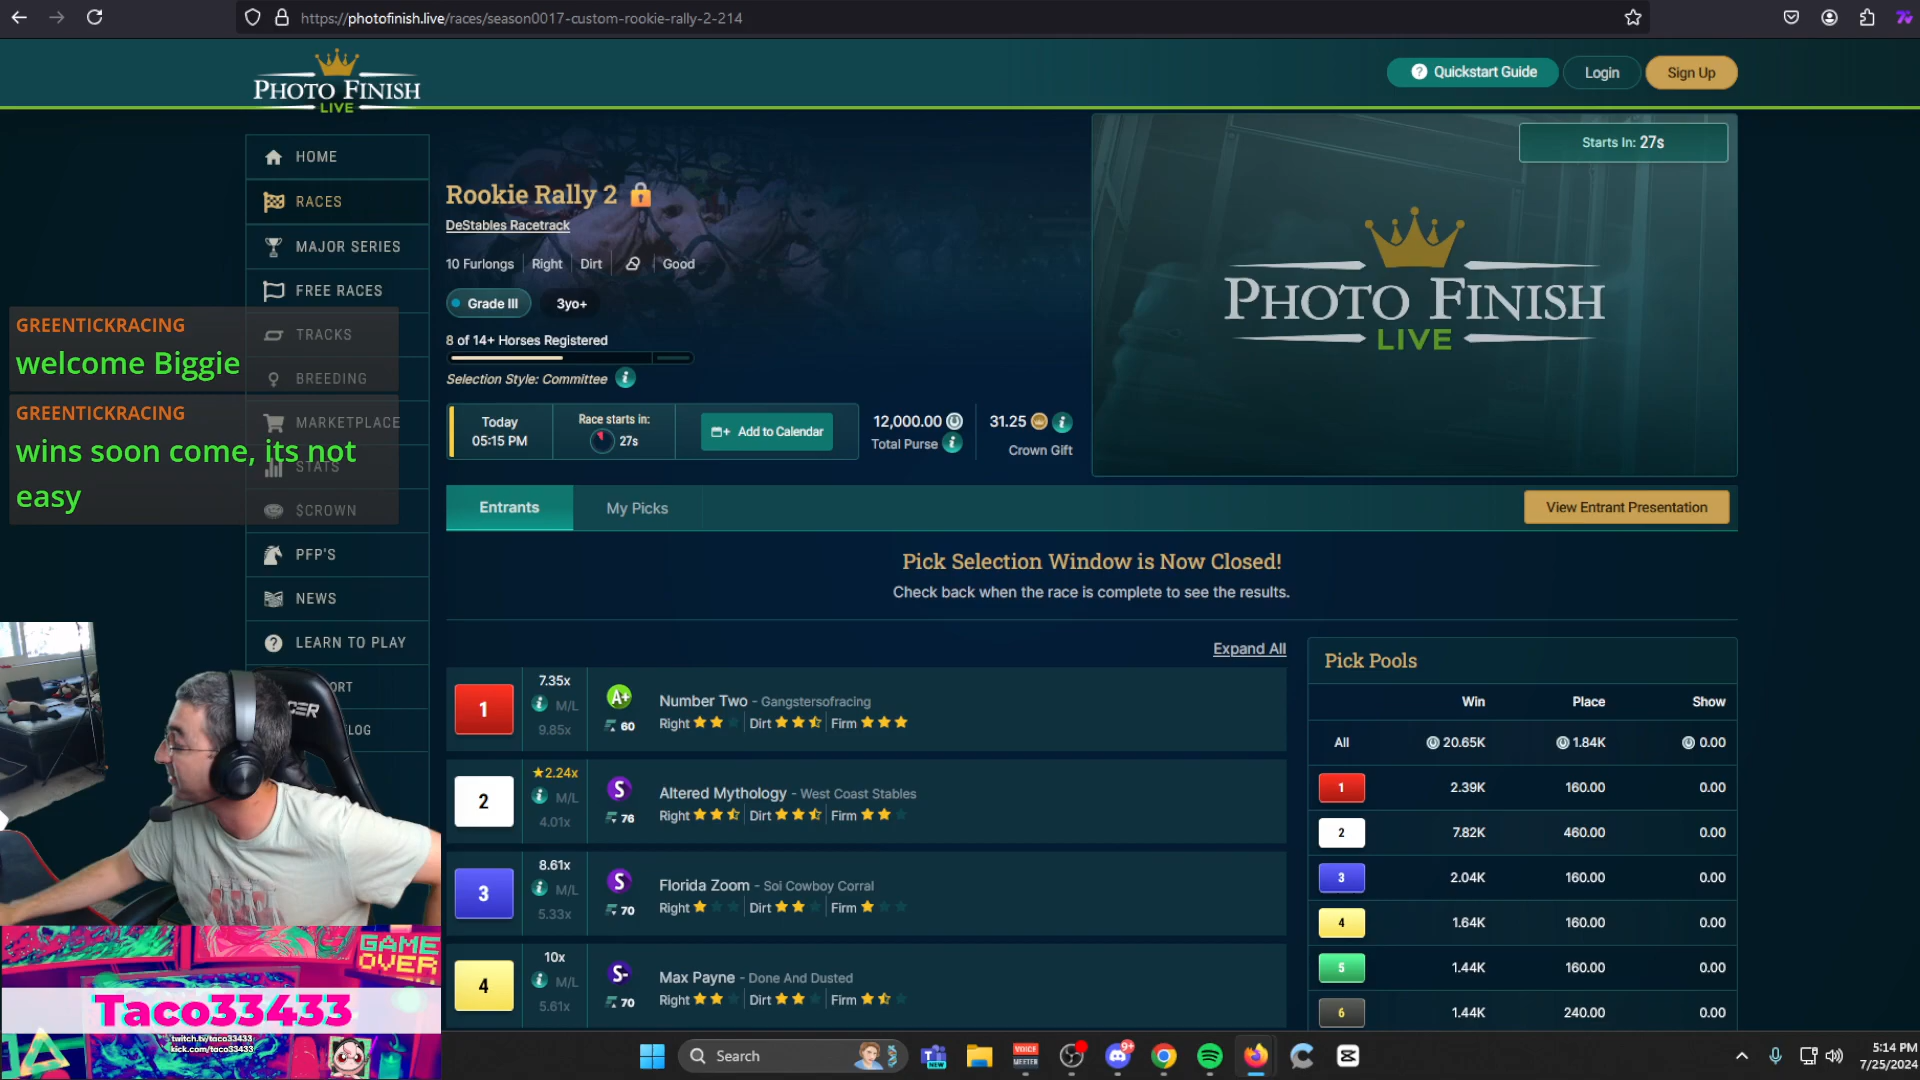 https://photofinish.live/races/season0017-custom-rookie-rally-2-214
PHOTO FINISH
LIVE
Quickstart Guide
Login
Sign Up
HOME
RACES
MAJOR SERIES
FREE RACES
TRACKS
BREEDING
MARKETPLACE
STATS
$CROWN
PFP'S
NEWS
LEARN TO PLAY
GREENTICKRACING
welcome Biggie
GREENTICKRACING
wins soon come, its not
easy
Rookie Rally 2
DeStables Racetrack
10 Furlongs Right Dirt Good
Grade III 3yo+
8 of 14+ Horses Registered
Selection Style: Committee
Today
05:15 PM
Race starts in:
27s
Add to Calendar
12,000.00
Total Purse
31.25
Crown Gift
Starts In: 27s
PHOTO FINISH
LIVE
Entrants
My Picks
View Entrant Presentation
Pick Selection Window is Now Closed!
Check back when the race is complete to see the results.
Expand All
1
7.35x
M/L
9.85x
A+
60
Number Two - Gangstersofracing
Right Dirt Firm
2
★2.24x
M/L
4.01x
S
76
Altered Mythology - West Coast Stables
Right Dirt Firm
3
8.61x
M/L
5.33x
S
70
Florida Zoom - Soi Cowboy Corral
Right Dirt Firm
4
10x
M/L
5.61x
S-
70
Max Payne - Done And Dusted
Right Dirt Firm
Pick Pools
Win Place Show
All 20.65K 1.84K 0.00
1 2.39K 160.00 0.00
2 7.82K 460.00 0.00
3 2.04K 160.00 0.00
4 1.64K 160.00 0.00
5 1.44K 160.00 0.00
6 1.44K 240.00 0.00
GAME
OVER
Taco33433
twitch.tv/taco33433
kick.com/taco33433
Search
NEW
VOICE
MEETER
9+
5:14 PM
7/25/2024